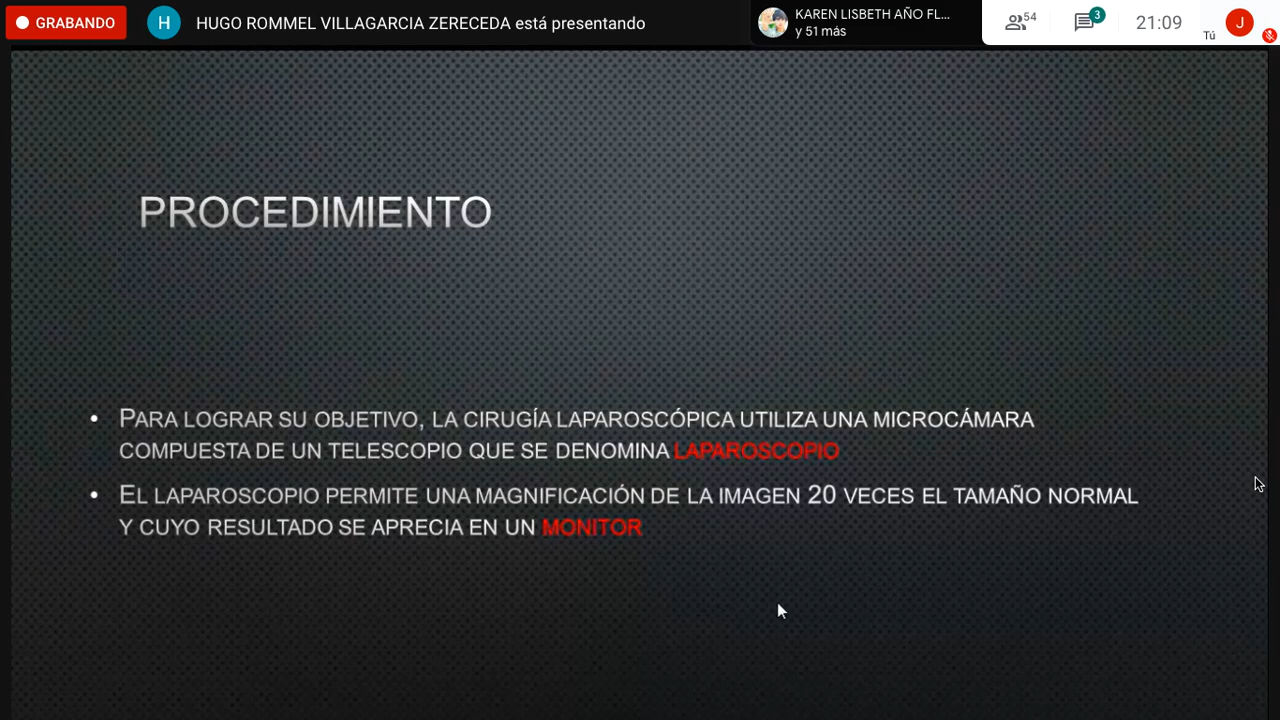 GRABANDO
H
HUGO ROMMEL VILLAGARCIA ZERECEDA está presentando
KAREN LISBETH AÑO FL...
y 51 más
54
3
21:09
Tú
J
PROCEDIMIENTO
• PARA LOGRAR SU OBJETIVO, LA CIRUGÍA LAPAROSCÓPICA UTILIZA UNA MICROCÁMARA
COMPUESTA DE UN TELESCOPIO QUE SE DENOMINA LAPAROSCOPIO
• EL LAPAROSCOPIO PERMITE UNA MAGNIFICACIÓN DE LA IMAGEN 20 VECES EL TAMAÑO NORMAL
Y CUYO RESULTADO SE APRECIA EN UN MONITOR